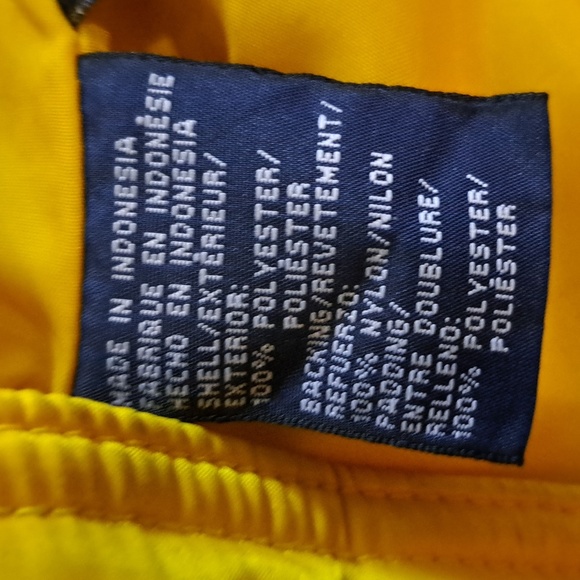 MADE IN INDONESIA
FABRIQUE EN INDONÉSIE
HECHO EN INDONESIA
SHELL/EXTÉRIEUR/
EXTERIOR:
100% POLYESTER/
POLIÉSTER
BACKING/REVETEMENT/
REFUERZO:
100% NYLON/NILON
PADDING/
ENTRE DOUBLURE/
RELLENO:
100% POLYESTER/
POLIÉSTER